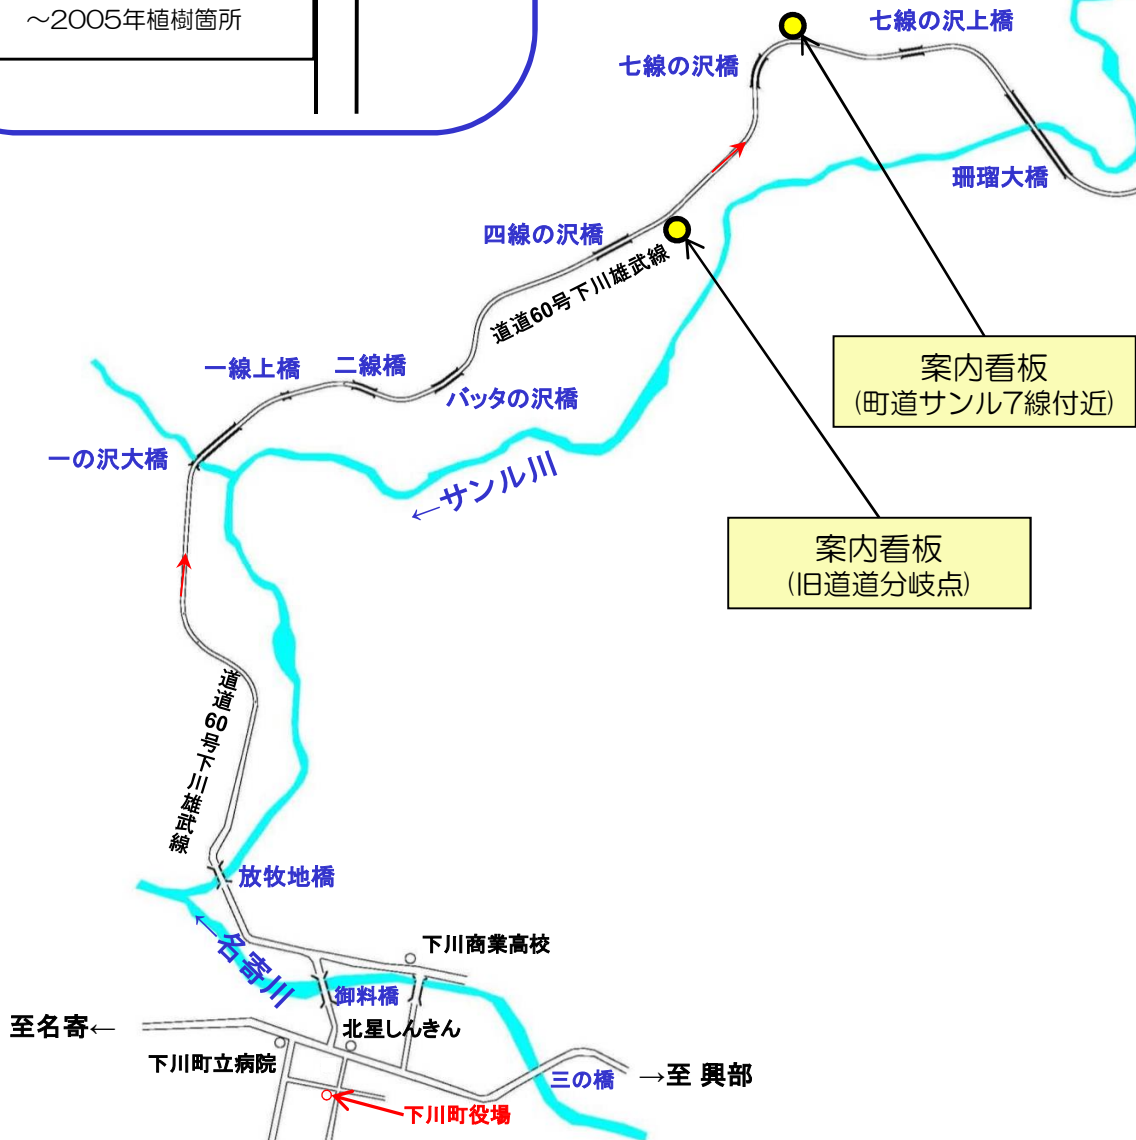 ～2005年植樹箇所
七線の沢上橋
七線の沢橋
珊瑠大橋
四線の沢橋
道道60号下川雄武線
案内看板
(町道サンル7線付近)
一線上橋
二線橋
バッタの沢橋
一の沢大橋
←サンル川
案内看板
(旧道道分岐点)
道道60号下川雄武線
放牧地橋
←名寄川
下川商業高校
御料橋
至名寄←
北星しんきん
下川町立病院
三の橋
→至 興部
下川町役場